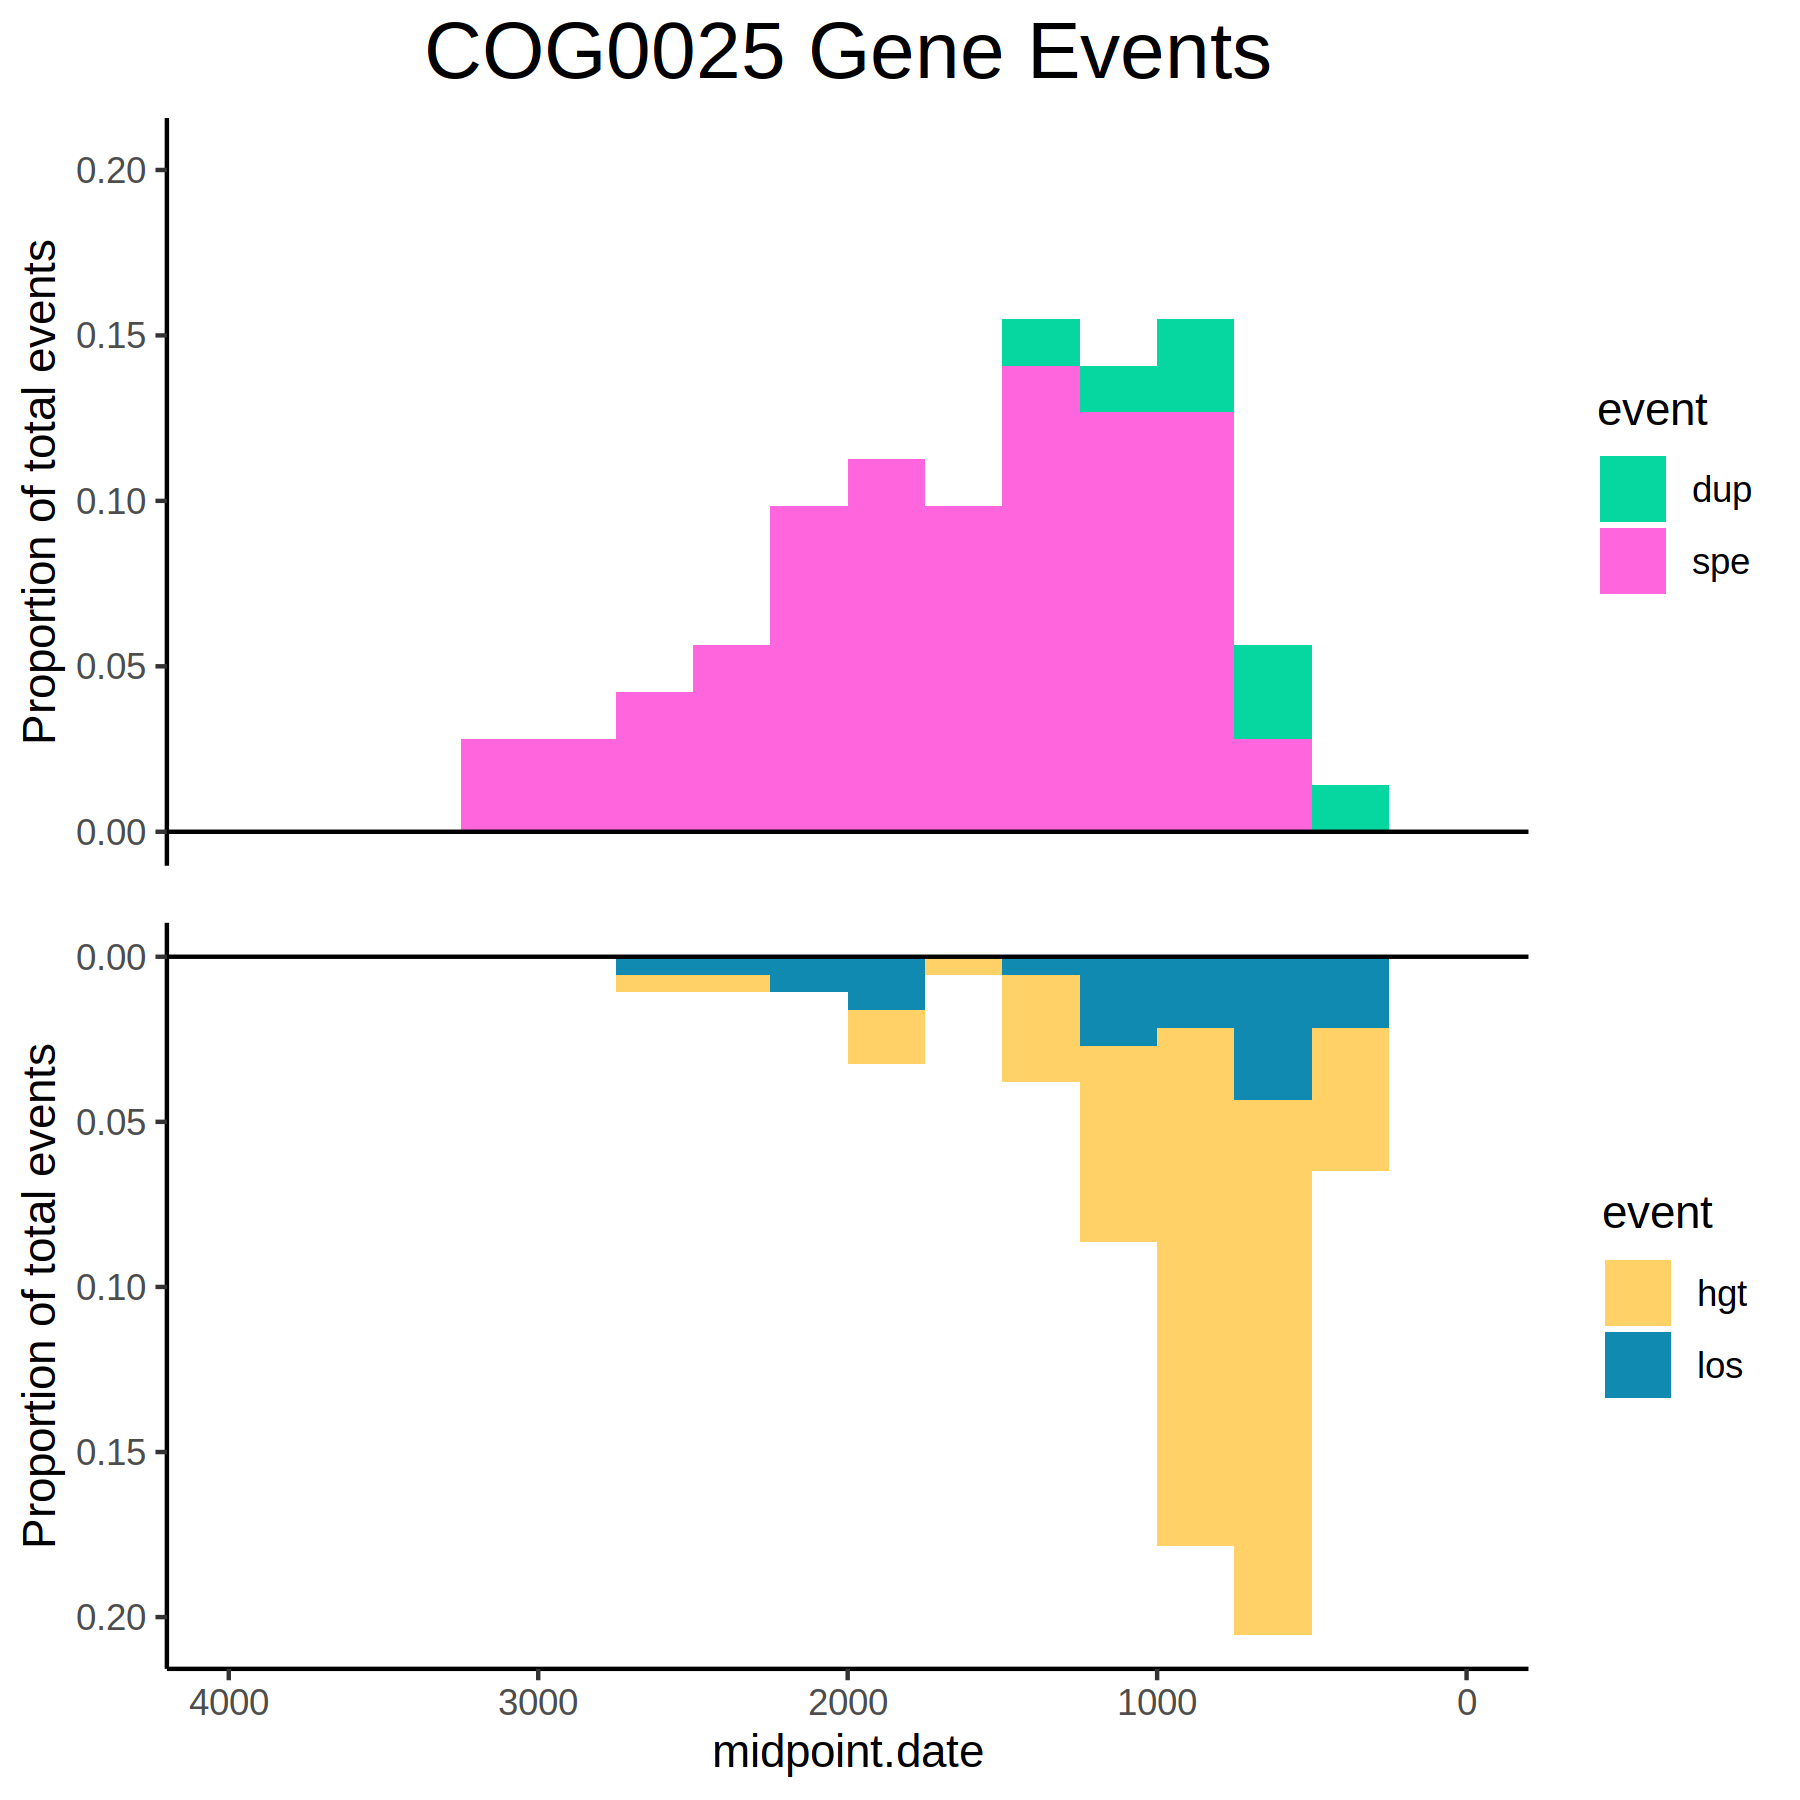 COG0025 Gene Events
Proportion of total events
0.20
0.15
0.10
0.05
0.00
event
dup
spe
Proportion of total events
0.00
0.05
0.10
0.15
0.20
event
hgt
los
4000 3000 2000 1000 0
midpoint.date